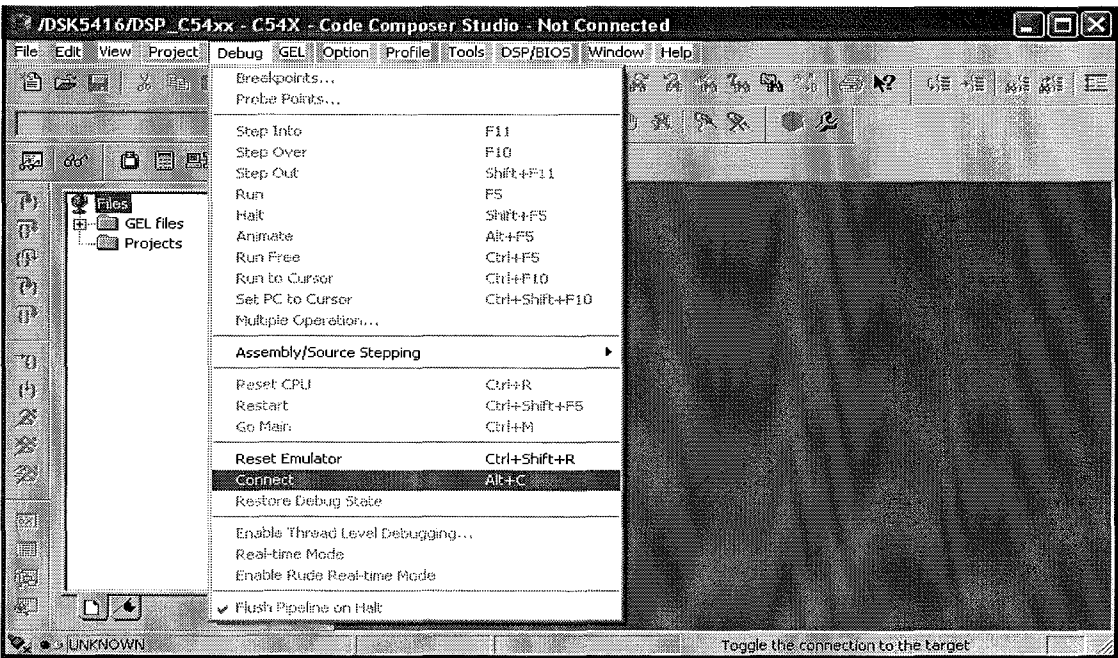 /DSK5416/DSP_C54xx - C54X - Code Composer Studio - Not Connected
File Edit View Project Debug GEL Option Profile Tools DSP/BIOS Window Help
Breakpoints...
Probe Points...
Step Into F11
Step Over F10
Step Out Shift+F11
Run F5
Halt Shift+F5
Animate Alt+F5
Run Free Ctrl+F5
Run to Cursor Ctrl+F10
Set PC to Cursor Ctrl+Shift+F10
Multiple Operation...
Assembly/Source Stepping
Reset CPU Ctrl+R
Restart Ctrl+Shift+F5
Go Main Ctrl+M
Reset Emulator Ctrl+Shift+R
Connect Alt+C
Restore Debug State
Enable Thread Level Debugging...
Real-time Mode
Enable Rude Real-time Mode
Flush Pipeline on Halt
Files
GEL files
Projects
UNKNOWN
Toggle the connection to the target